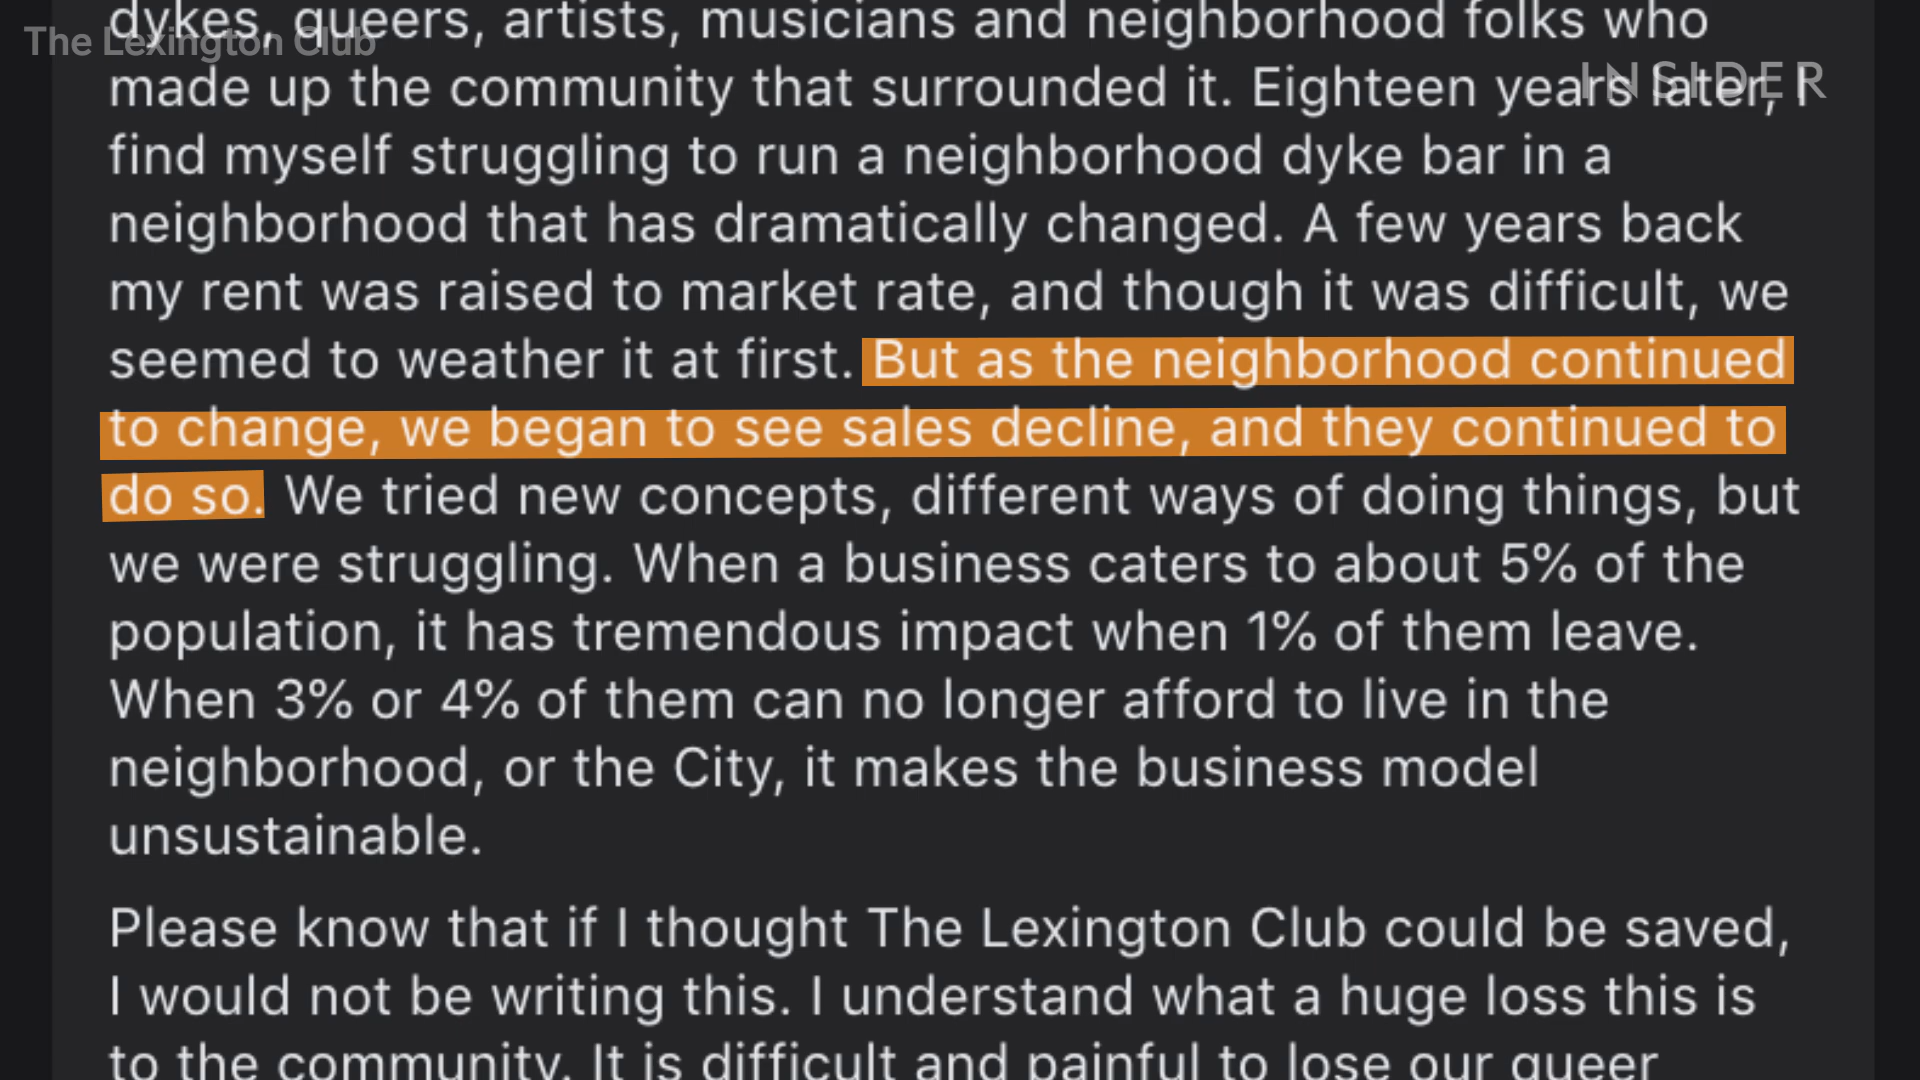 The Lexington Club
INSIDER
dykes, queers, artists, musicians and neighborhood folks who
made up the community that surrounded it. Eighteen years later, I
find myself struggling to run a neighborhood dyke bar in a
neighborhood that has dramatically changed. A few years back
my rent was raised to market rate, and though it was difficult, we
seemed to weather it at first. But as the neighborhood continued
to change, we began to see sales decline, and they continued to
do so. We tried new concepts, different ways of doing things, but
we were struggling. When a business caters to about 5% of the
population, it has tremendous impact when 1% of them leave.
When 3% or 4% of them can no longer afford to live in the
neighborhood, or the City, it makes the business model
unsustainable.
Please know that if I thought The Lexington Club could be saved,
I would not be writing this. I understand what a huge loss this is
to the community. It is difficult and painful to lose our queer